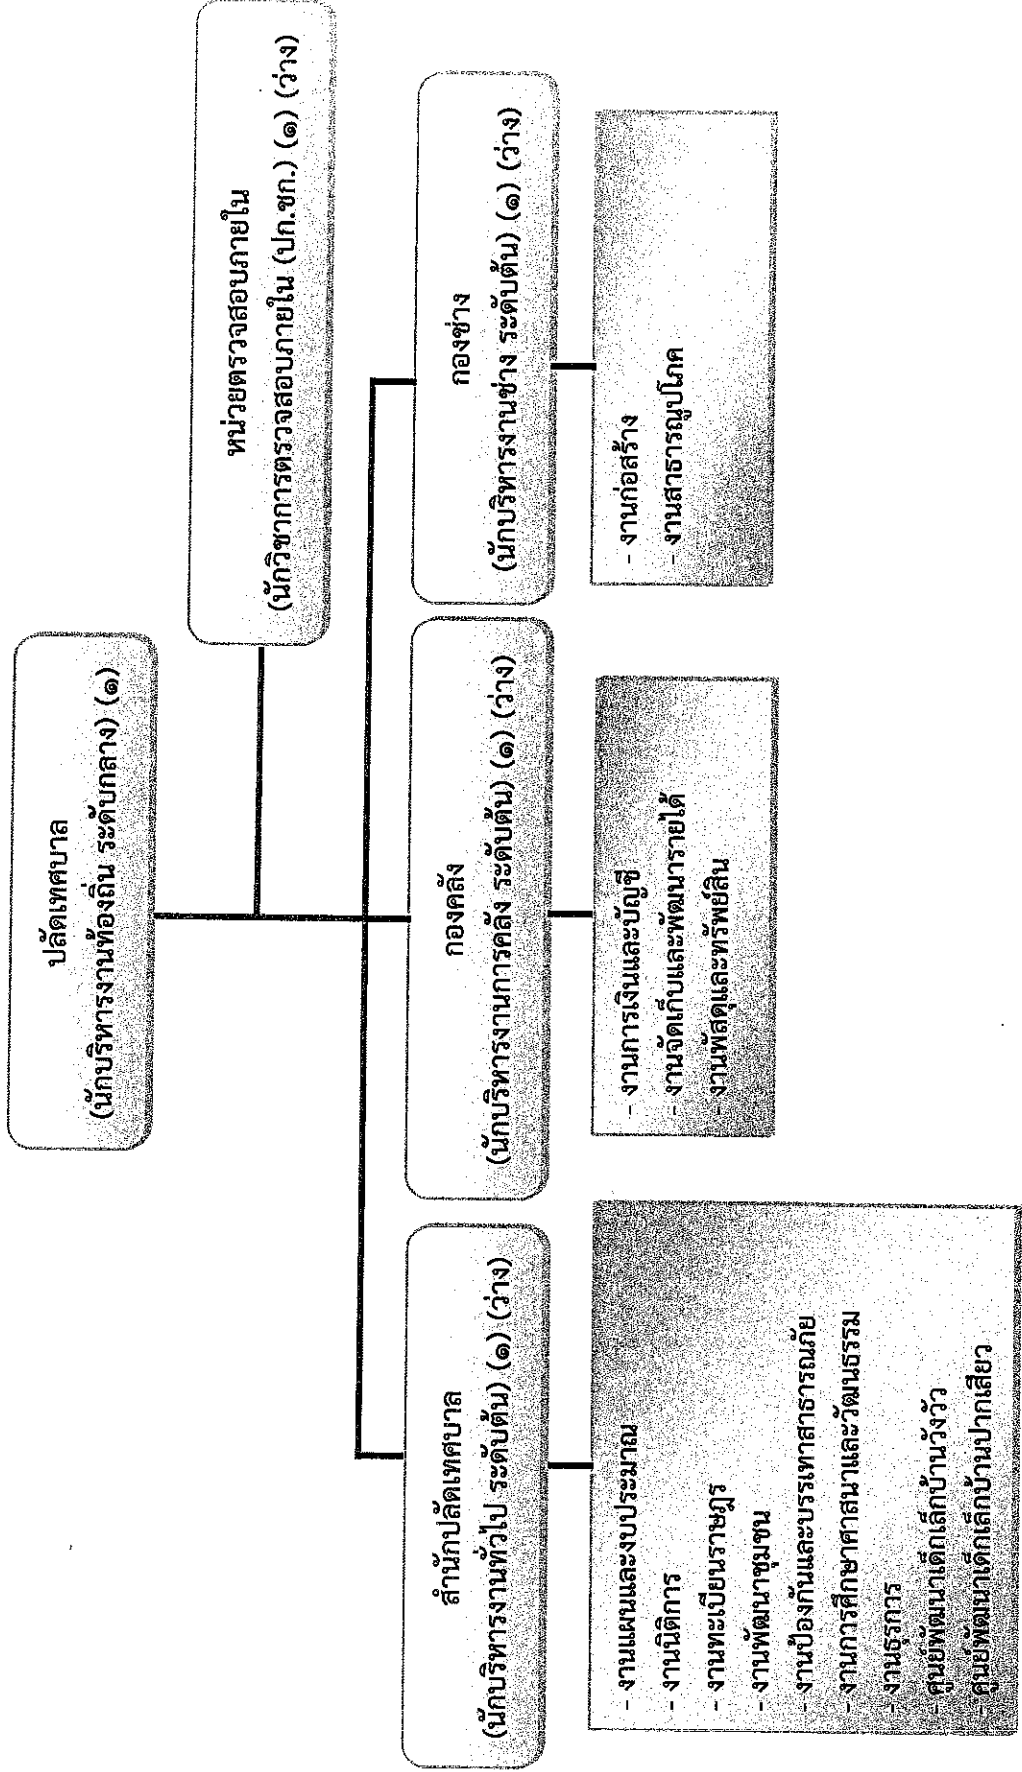 ปลัดเทศบาล
(นักบริหารงานท้องถิ่น ระดับกลาง) (๑)
หน่วยตรวจสอบภายใน
(นักวิชาการตรวจสอบภายใน (ปก.ชก.) (๑) (ว่าง)
สำนักปลัดเทศบาล
(นักบริหารงานทั่วไป ระดับต้น) (๑) (ว่าง)
กองคลัง
(นักบริหารงานการคลัง ระดับต้น) (๑) (ว่าง)
กองช่าง
(นักบริหารงานช่าง ระดับต้น) (๑) (ว่าง)
- งานแผนและงบประมาณ
- งานนิติการ
- งานทะเบียนราษฎร
- งานพัฒนาชุมชน
- งานป้องกันและบรรเทาสาธารณภัย
- งานการศึกษาศาสนาและวัฒนธรรม
- งานธุรการ
- ศูนย์พัฒนาเด็กเล็กบ้านวังวัว
- ศูนย์พัฒนาเด็กเล็กบ้านปากเสียว
- งานการเงินและบัญชี
- งานจัดเก็บและพัฒนารายได้
- งานพัสดุและทรัพย์สิน
- งานก่อสร้าง
- งานสาธารณูปโภค